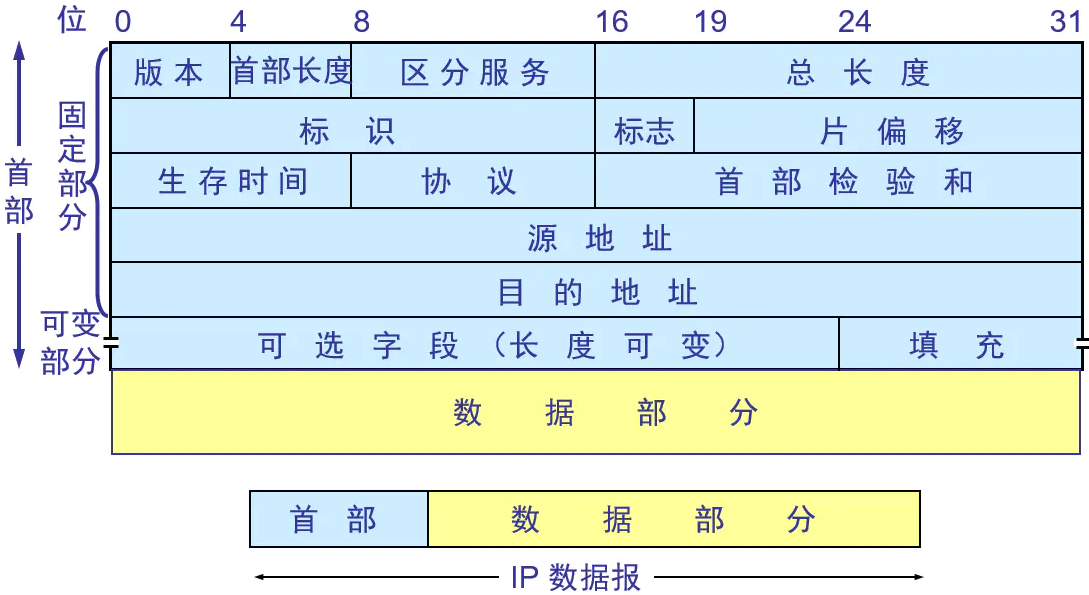 位 0 4 8 16 19 24 31
版本 首部长度 区分服务 总长度
标识 标志 片偏移
生存时间 协议 首部检验和
源地址
目的地址
可选字段（长度可变） 填充
数据部分
首部
固定部分
可变部分
首部 数据部分
IP 数据报